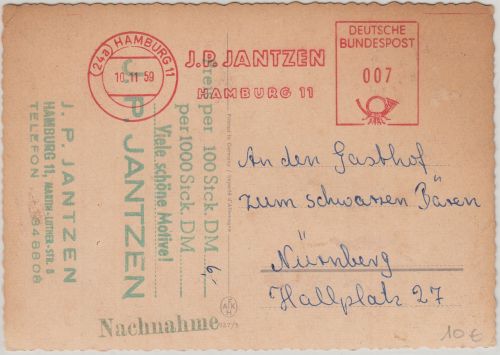 (24a) HAMBURG 11
10.11.59
J.P. JANTZEN
HAMBURG 11
DEUTSCHE
BUNDESPOST
007
J. P. JANTZEN
HAMBURG 11, MARTIN-LUTHER-STR. 8
TELEFON 348808
J. P. JANTZEN
Viele schöne Motive!
per 1000 Stck. DM
Preis per 100 Stck. DM 9,-
Nachnahme
An den Gasthof
zum schwarzen Bären
Nürnberg
Hallplatz 27
10€